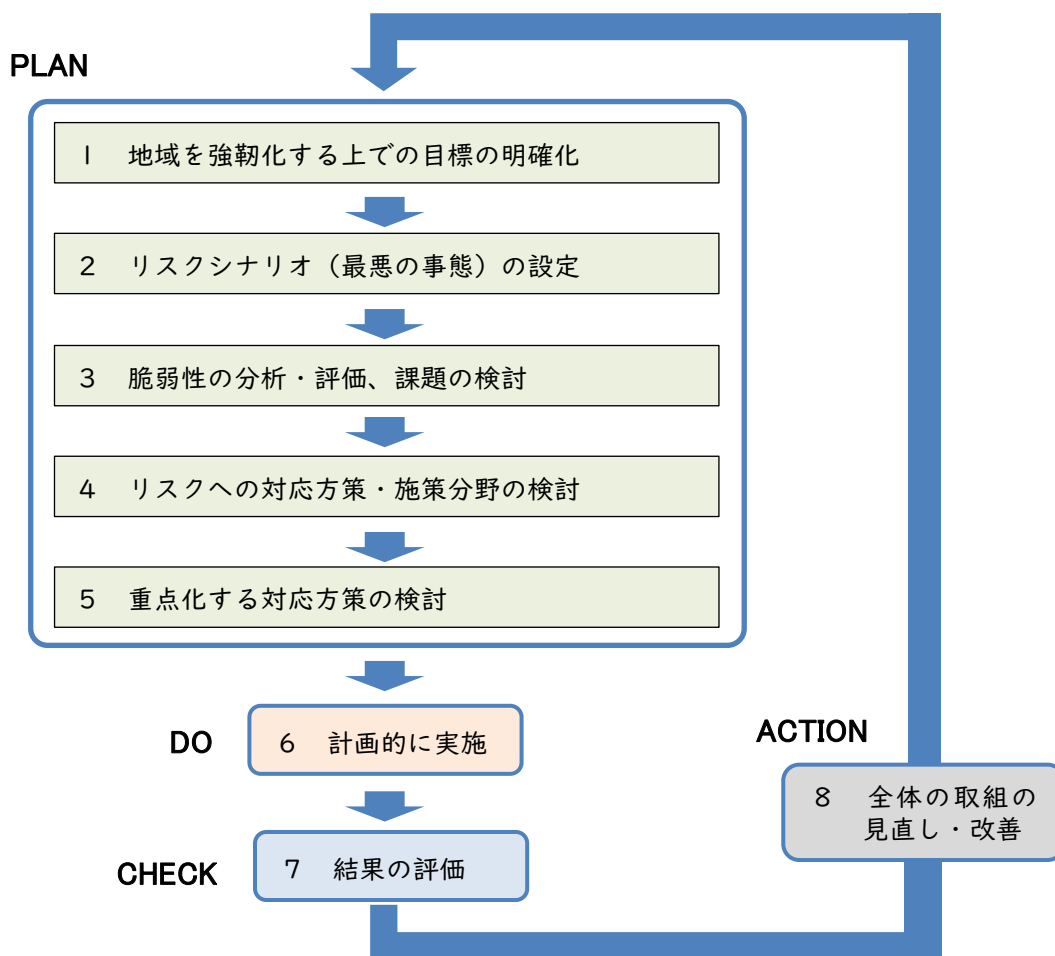 PLAN
1 地域を強靭化する上での目標の明確化
2 リスクシナリオ（最悪の事態）の設定
3 脆弱性の分析・評価、課題の検討
4 リスクへの対応方策・施策分野の検討
5 重点化する対応方策の検討
DO
6 計画的に実施
CHECK
7 結果の評価
ACTION
8 全体の取組の
見直し・改善